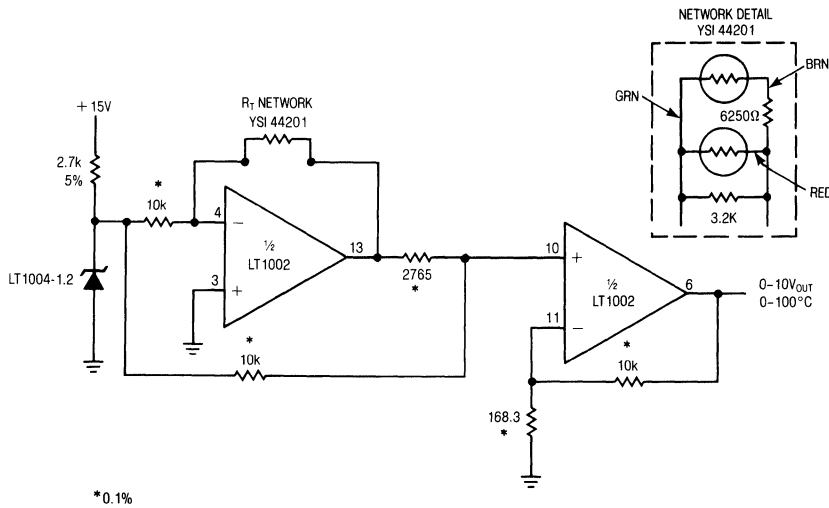 NETWORK DETAIL
YSI 44201
BRN
GRN
6250Ω
RED
3.2K
+15V
R_T NETWORK
YSI 44201
2.7k
5%
*
10k
4
−
½
LT1002
13
3
+
LT1004-1.2
2765
*
*
10k
10
+
½
LT1002
6
11
−
0–10V_OUT
0–100°C
*
10k
168.3
*
*0.1%